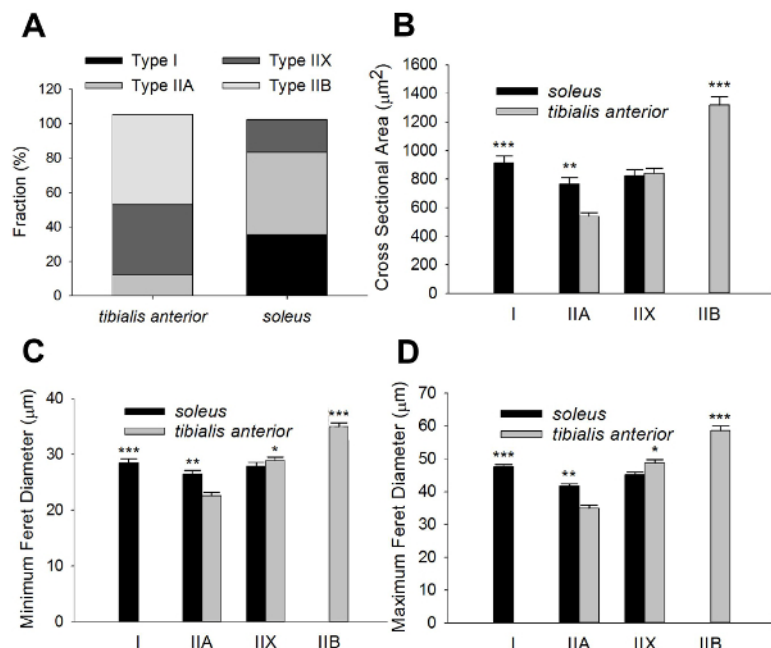 A
Type I Type IIX
Type IIA Type IIB
120
100
80
60
40
20
0
Fraction (%)
tibialis anterior soleus
B
1600
1400
1200
1000
800
600
400
200
0
Cross Sectional Area (μm²)
soleus
tibialis anterior
***
**
***
I IIA IIX IIB
C
40
30
20
10
0
Minimum Feret Diameter (μm)
soleus
tibialis anterior
***
**
*
***
I IIA IIX IIB
D
70
60
50
40
30
20
10
0
Maximum Feret Diameter (μm)
soleus
tibialis anterior
***
**
*
***
I IIA IIX IIB